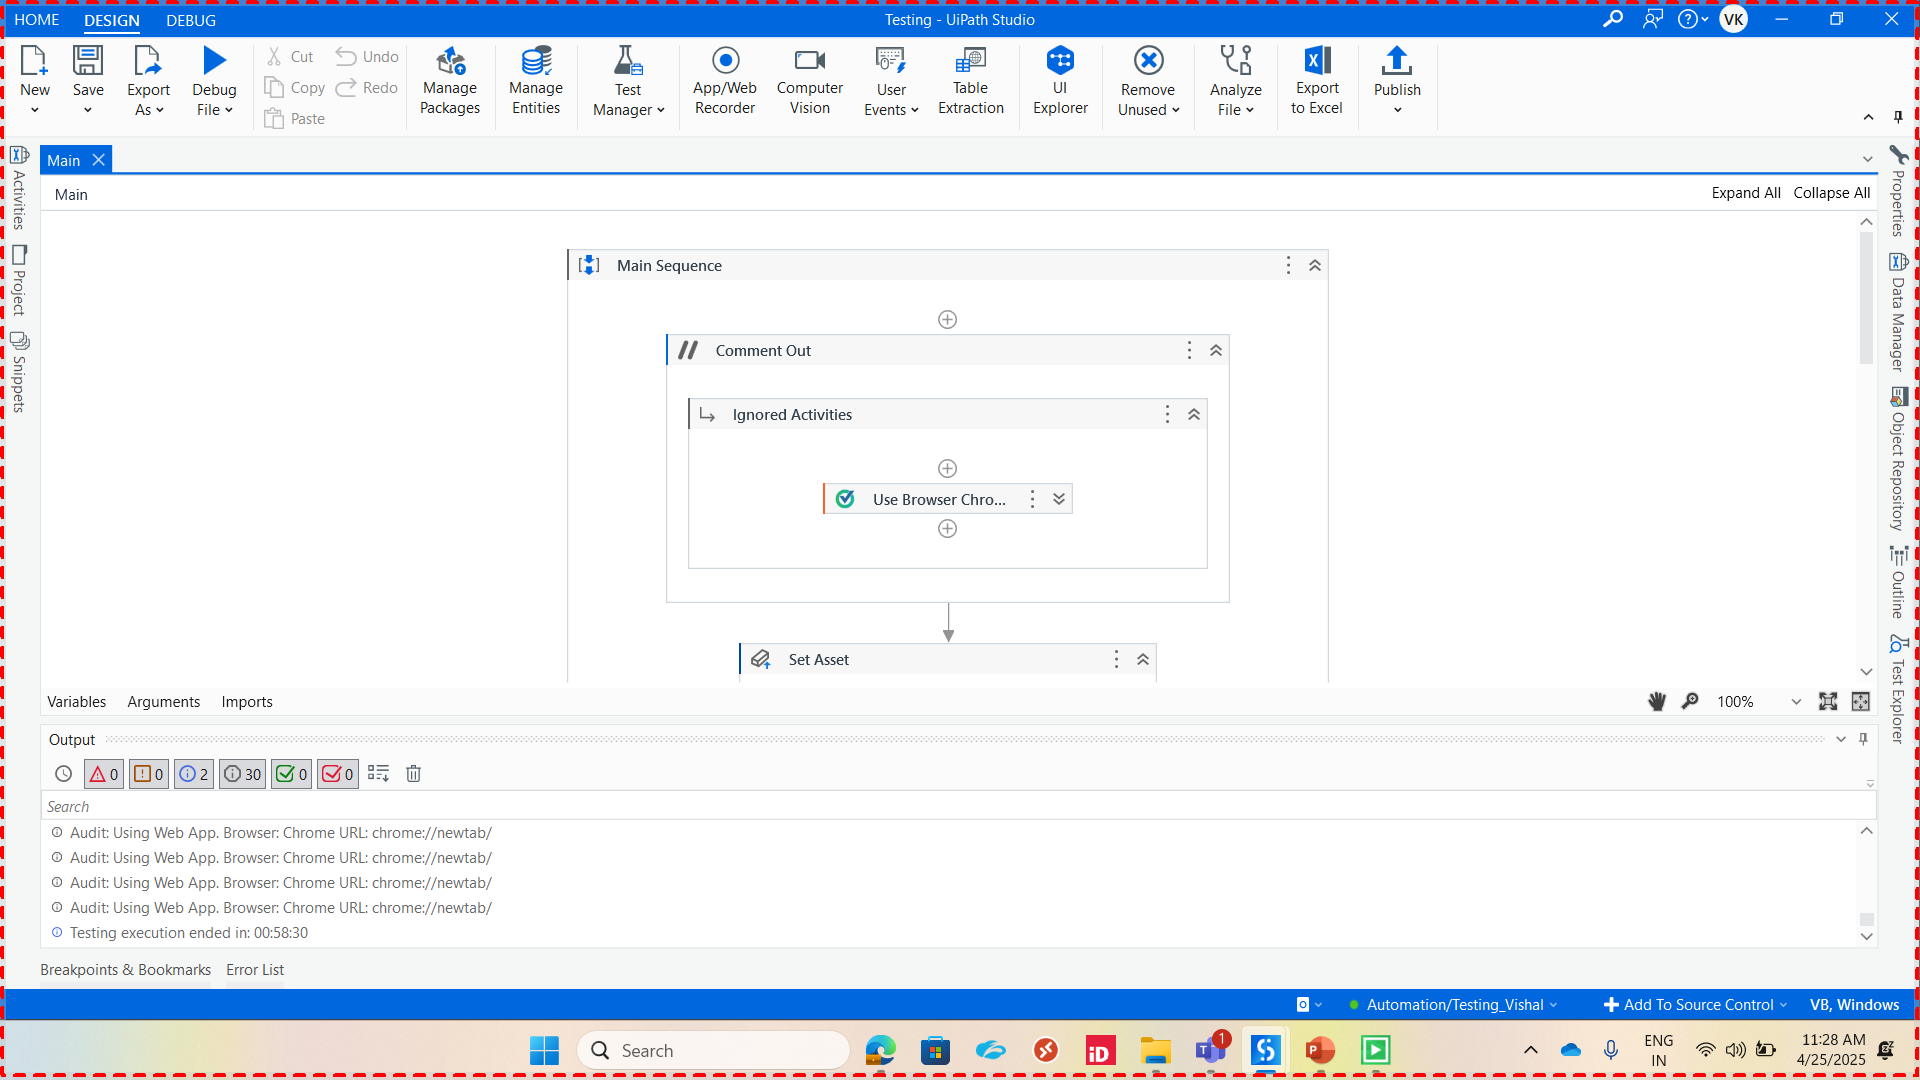 HOME DESIGN DEBUG Testing - UiPath Studio VK
New Save Export As Debug File Cut Copy Paste Undo Redo Manage Packages Manage Entities Test Manager App/Web Recorder Computer Vision User Events Table Extraction UI Explorer Remove Unused Analyze File Export to Excel Publish
Main
Main Expand All Collapse All
Activities
Project
Snippets
Main Sequence
Comment Out
Ignored Activities
Use Browser Chro...
Set Asset
Properties
Data Manager
Object Repository
Outline
Test Explorer
Variables Arguments Imports 100%
Output
0 0 2 30 0 0
Search
Audit: Using Web App. Browser: Chrome URL: chrome://newtab/
Audit: Using Web App. Browser: Chrome URL: chrome://newtab/
Audit: Using Web App. Browser: Chrome URL: chrome://newtab/
Audit: Using Web App. Browser: Chrome URL: chrome://newtab/
Testing execution ended in: 00:58:30
Breakpoints & Bookmarks Error List
Automation/Testing_Vishal Add To Source Control VB, Windows
Search iD T 1 P ENG 11:28 AM
IN 4/25/2025